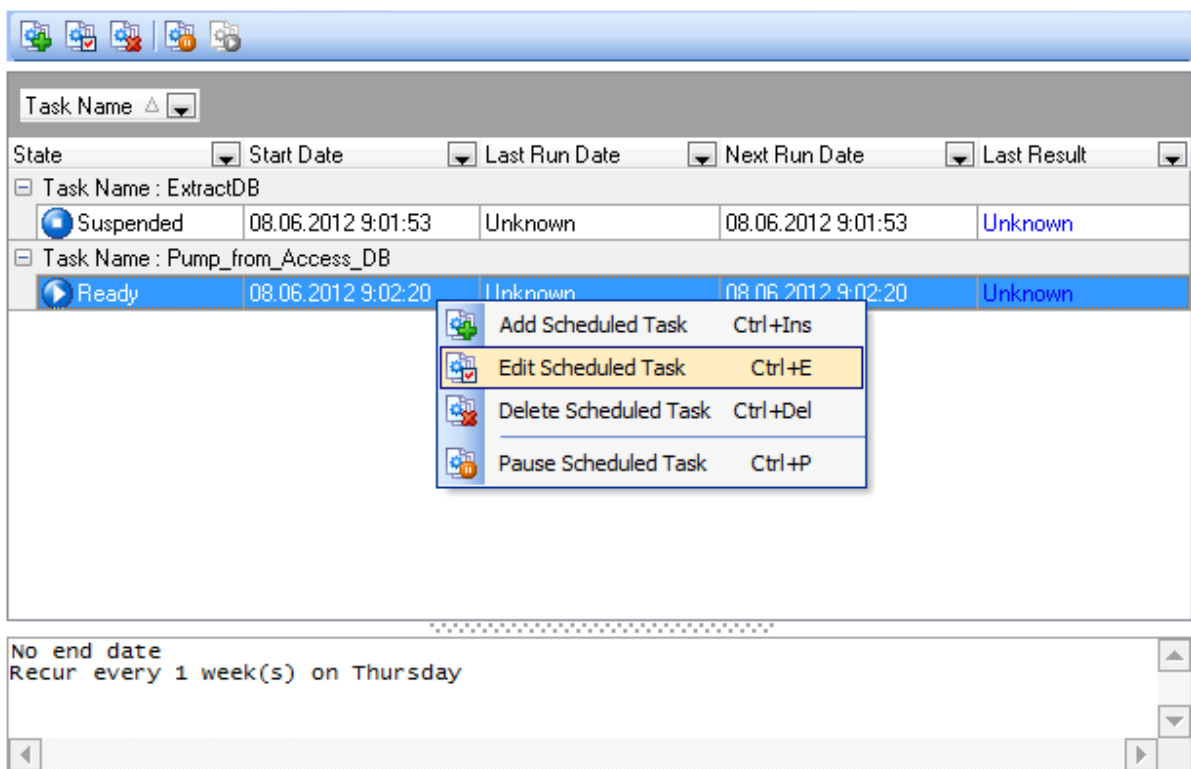 Task Name
State Start Date Last Run Date Next Run Date Last Result
Task Name : ExtractDB
Suspended 08.06.2012 9:01:53 Unknown 08.06.2012 9:01:53 Unknown
Task Name : Pump_from_Access_DB
Ready 08.06.2012 9:02:20 Unknown 08.06.2012 9:02:20 Unknown
Add Scheduled Task Ctrl+Ins
Edit Scheduled Task Ctrl+E
Delete Scheduled Task Ctrl+Del
Pause Scheduled Task Ctrl+P
No end date
Recur every 1 week(s) on Thursday